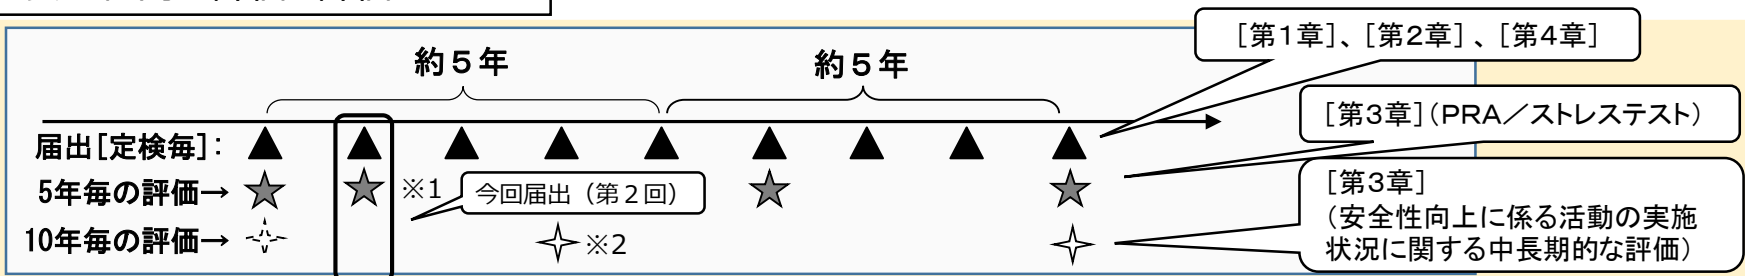 約５年
約５年
[第1章]、[第2章]、[第4章]
届出[定検毎]:
[第3章](PRA／ストレステスト)
5年毎の評価→
※1
今回届出（第２回）
10年毎の評価→
※2
[第3章]
(安全性向上に係る活動の実施
状況に関する中長期的な評価)